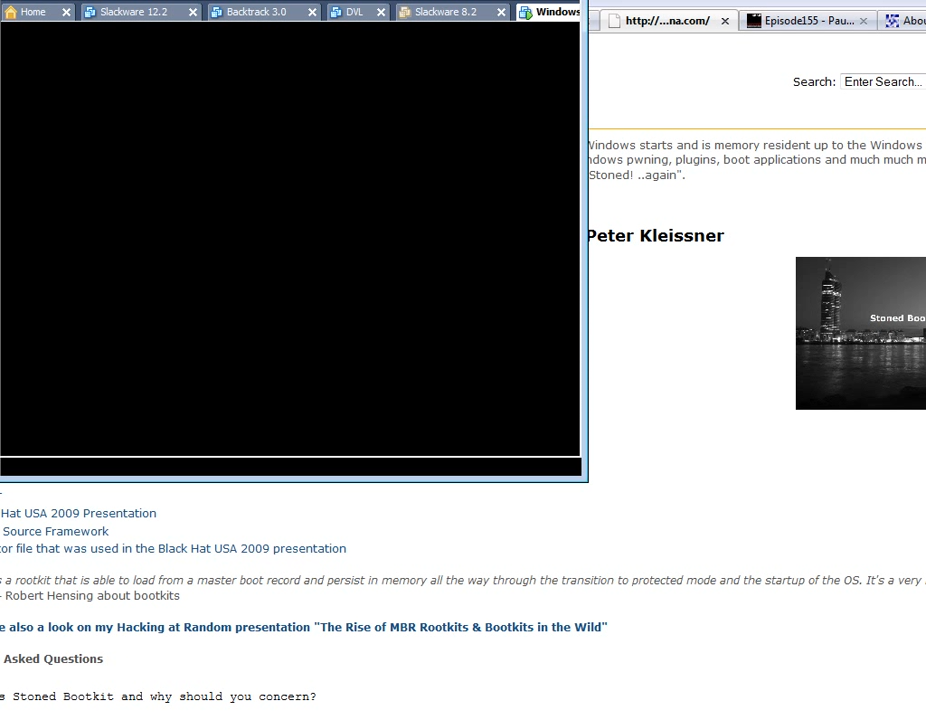 Home
Slackware 12.2
Backtrack 3.0
DVL
Slackware 8.2
Windows
http://...na.com/
Episode155 - Pau...
Abou
Search: Enter Search...
Windows starts and is memory resident up to the Windows
ndows pwning, plugins, boot applications and much much m
Stoned! ..again".
Peter Kleissner
Stoned Boo
Hat USA 2009 Presentation
Source Framework
tor file that was used in the Black Hat USA 2009 presentation
s a rootkit that is able to load from a master boot record and persist in memory all the way through the transition to protected mode and the startup of the OS. It's a very
- Robert Hensing about bootkits
e also a look on my Hacking at Random presentation "The Rise of MBR Rootkits & Bootkits in the Wild"
Asked Questions
s Stoned Bootkit and why should you concern?